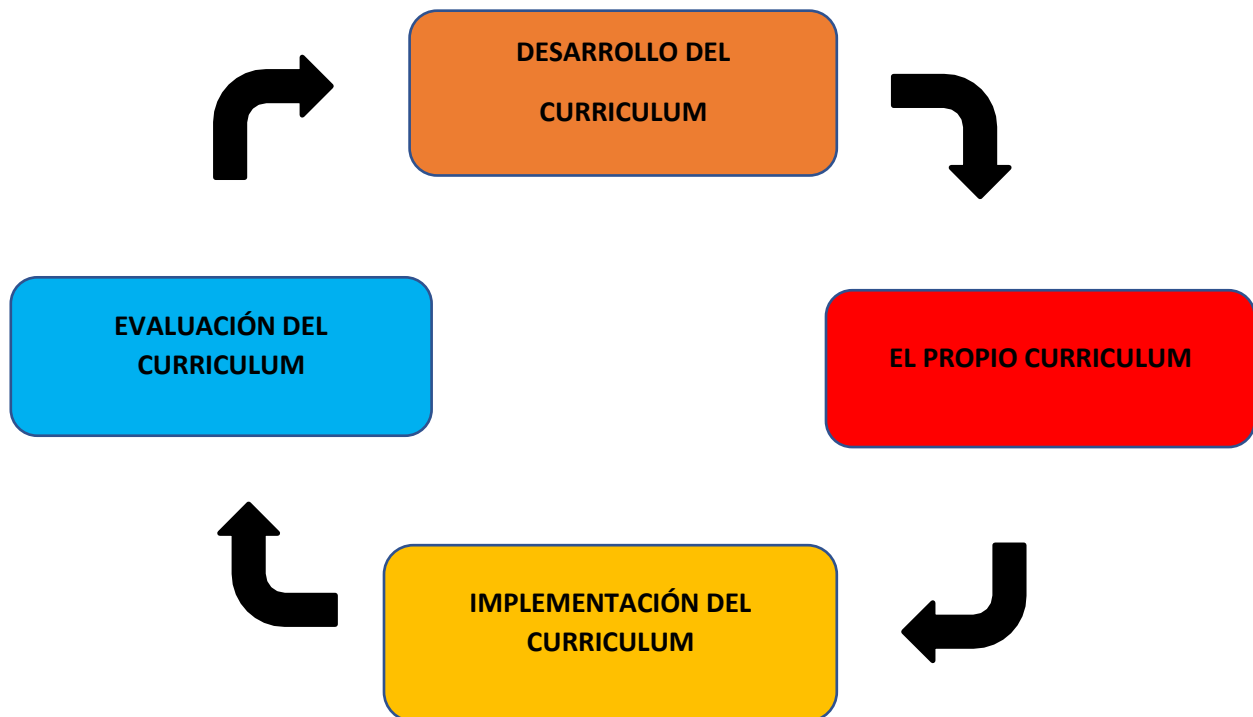 DESARROLLO DEL
CURRICULUM
EVALUACIÓN DEL
CURRICULUM
EL PROPIO CURRICULUM
IMPLEMENTACIÓN DEL
CURRICULUM